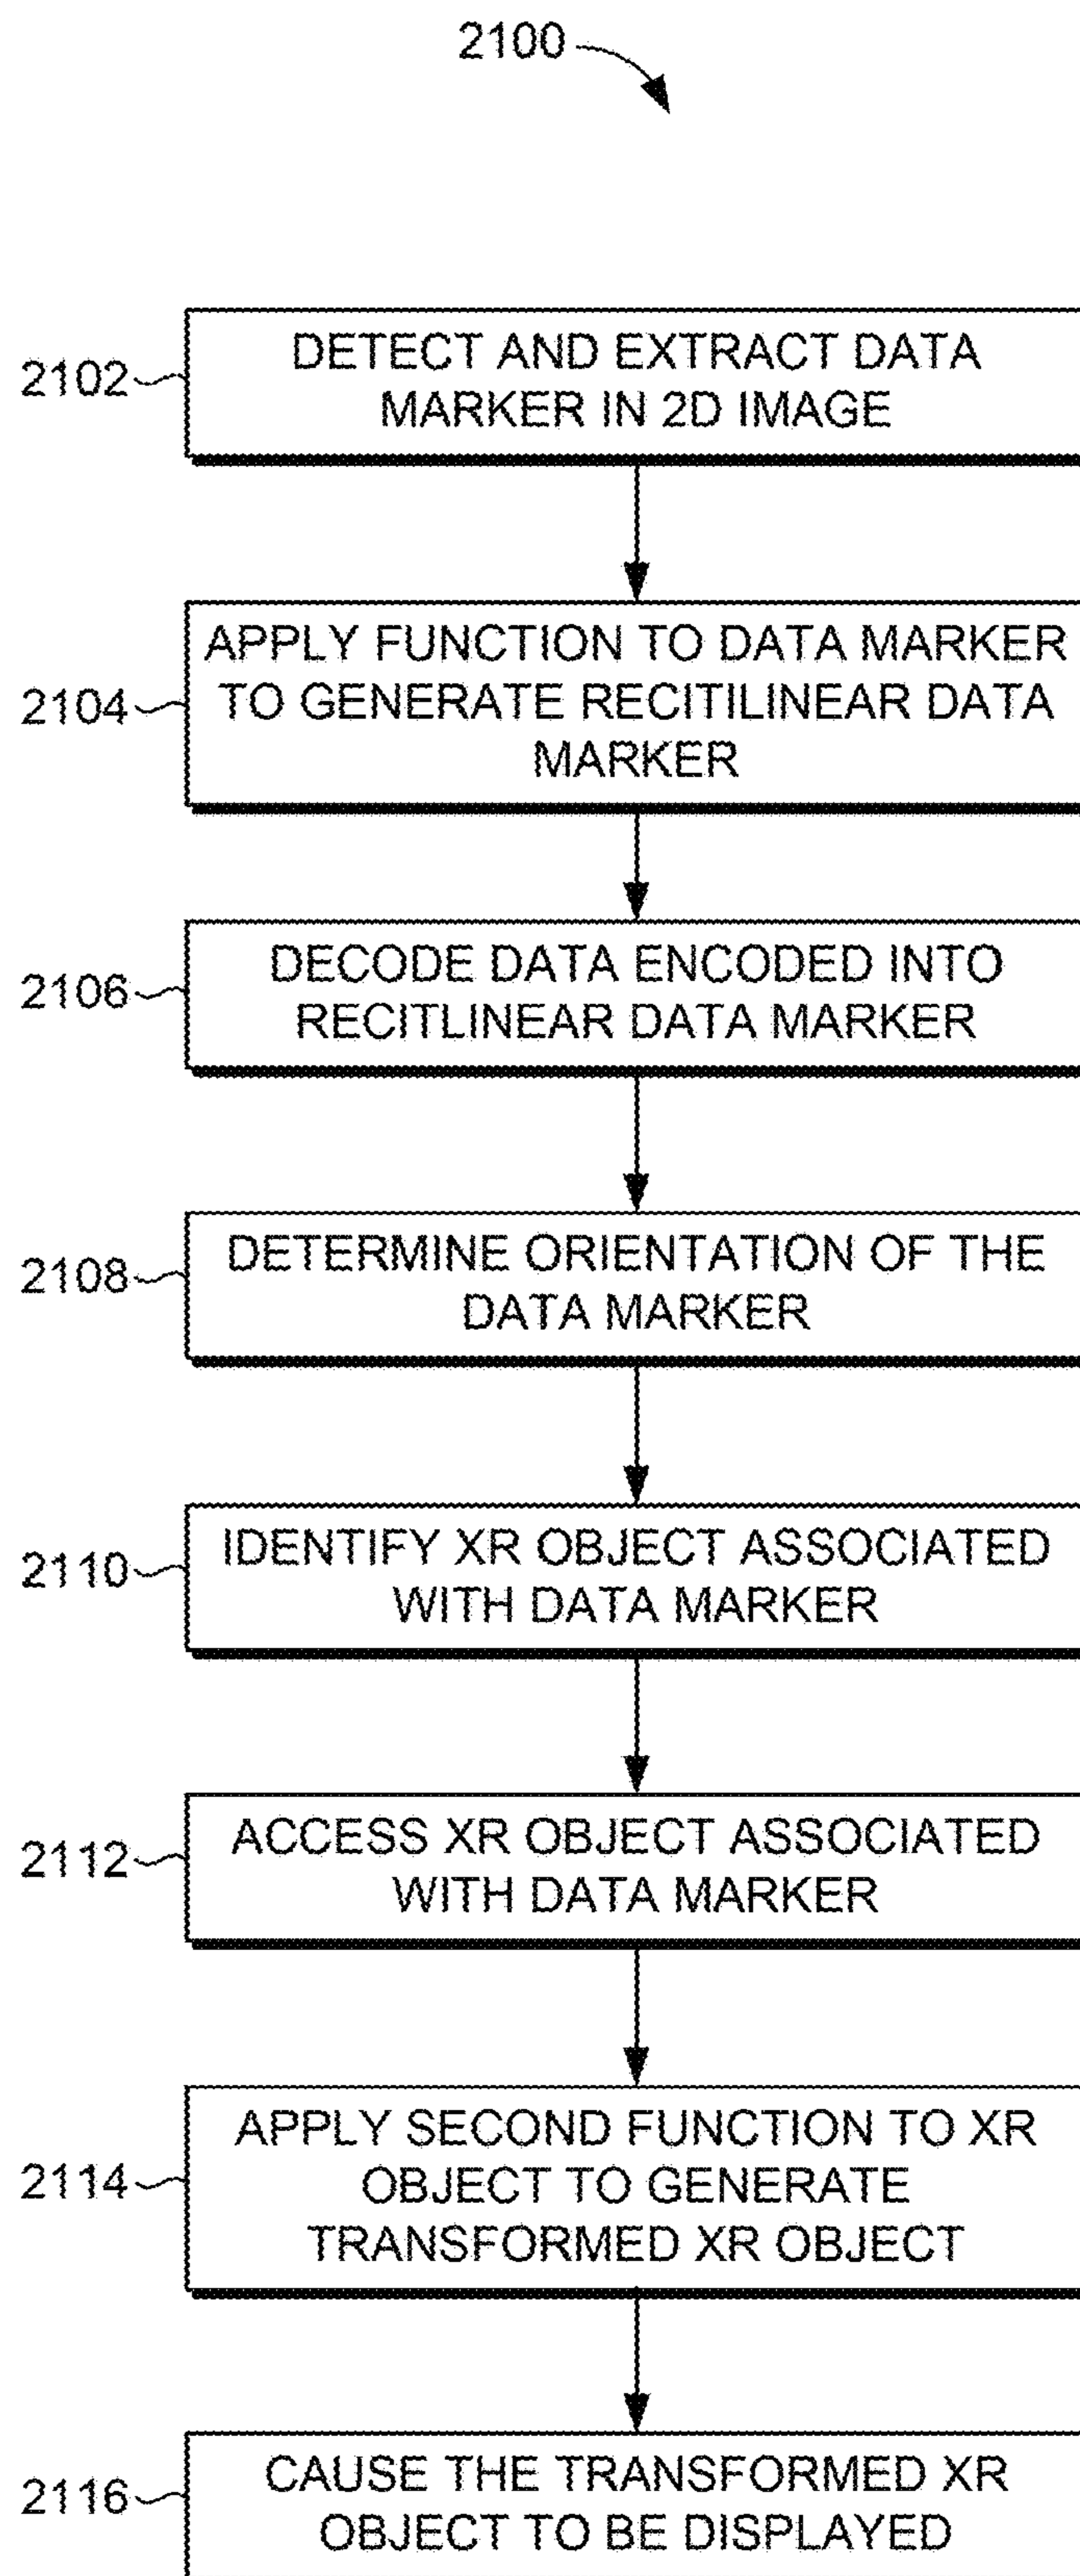 2100
2102
DETECT AND EXTRACT DATA
MARKER IN 2D IMAGE
2104
APPLY FUNCTION TO DATA MARKER
TO GENERATE RECITILINEAR DATA
MARKER
2106
DECODE DATA ENCODED INTO
RECITLINEAR DATA MARKER
2108
DETERMINE ORIENTATION OF THE
DATA MARKER
2110
IDENTIFY XR OBJECT ASSOCIATED
WITH DATA MARKER
2112
ACCESS XR OBJECT ASSOCIATED
WITH DATA MARKER
2114
APPLY SECOND FUNCTION TO XR
OBJECT TO GENERATE
TRANSFORMED XR OBJECT
2116
CAUSE THE TRANSFORMED XR
OBJECT TO BE DISPLAYED